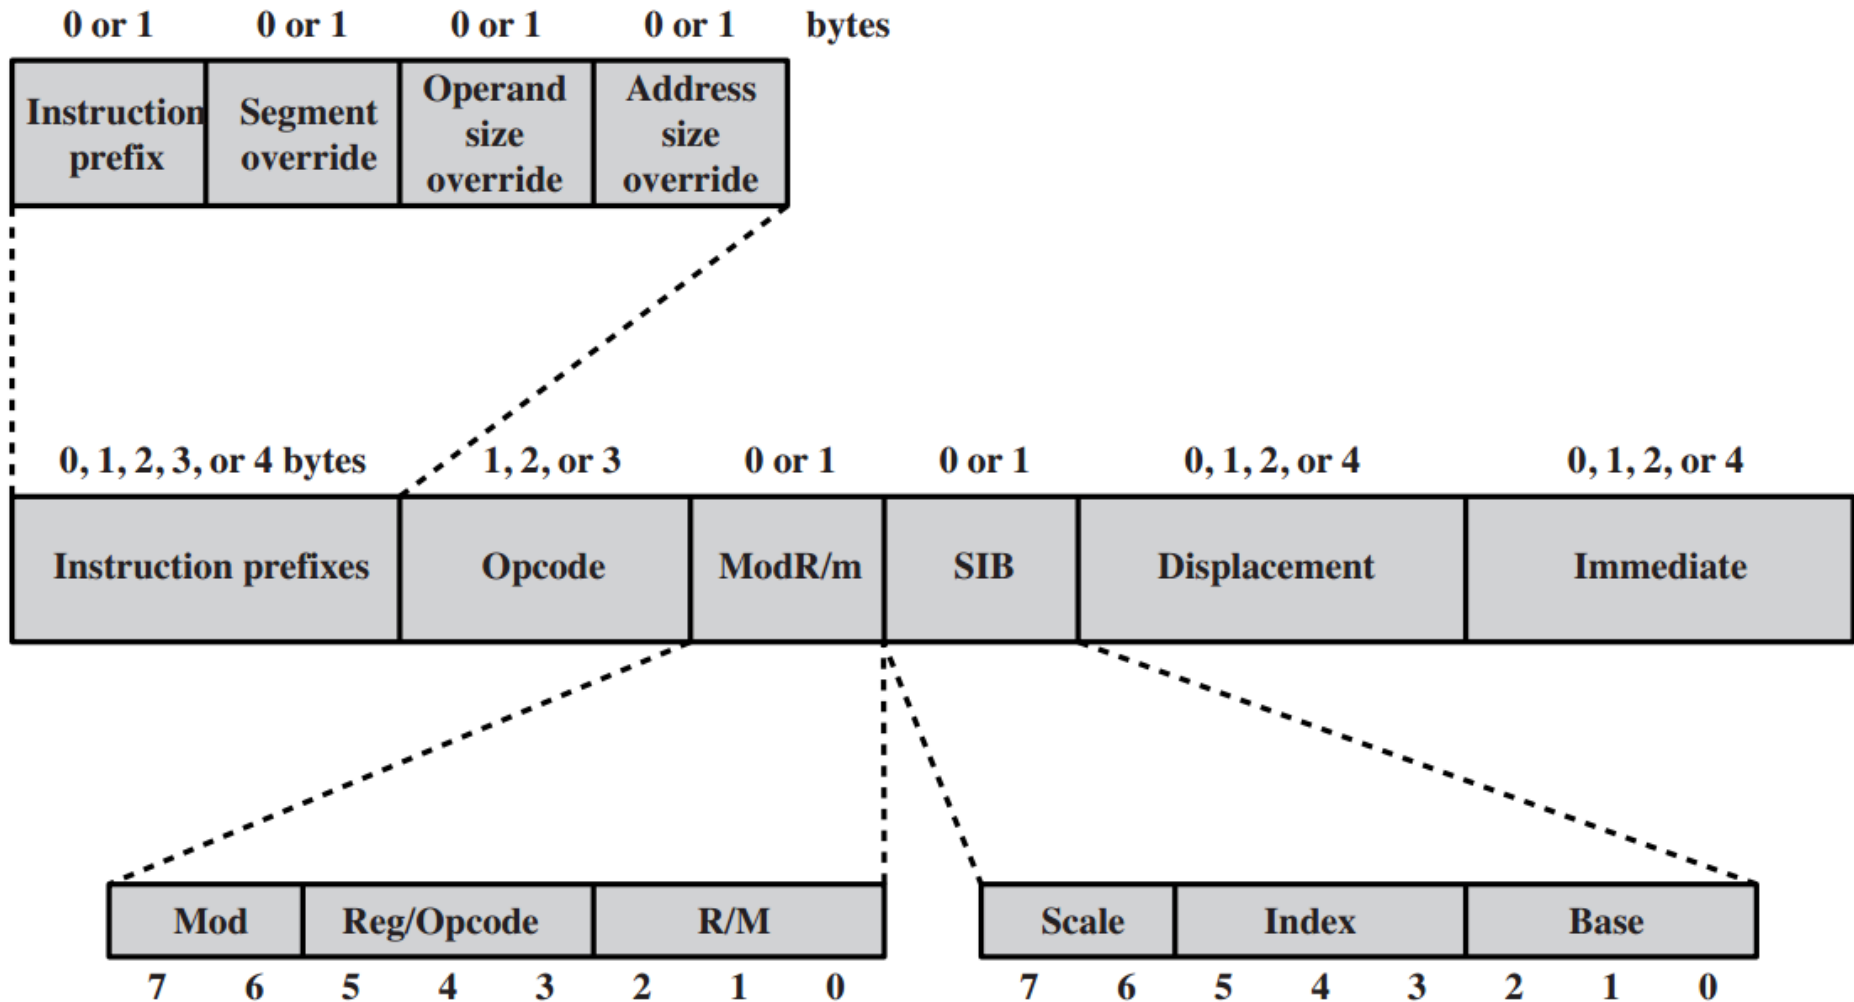 0 or 1 0 or 1 0 or 1 0 or 1 bytes
Instruction prefix
Segment override
Operand size override
Address size override
0, 1, 2, 3, or 4 bytes 1, 2, or 3 0 or 1 0 or 1 0, 1, 2, or 4 0, 1, 2, or 4
Instruction prefixes Opcode ModR/m SIB Displacement Immediate
Mod Reg/Opcode R/M Scale Index Base
7 6 5 4 3 2 1 0 7 6 5 4 3 2 1 0